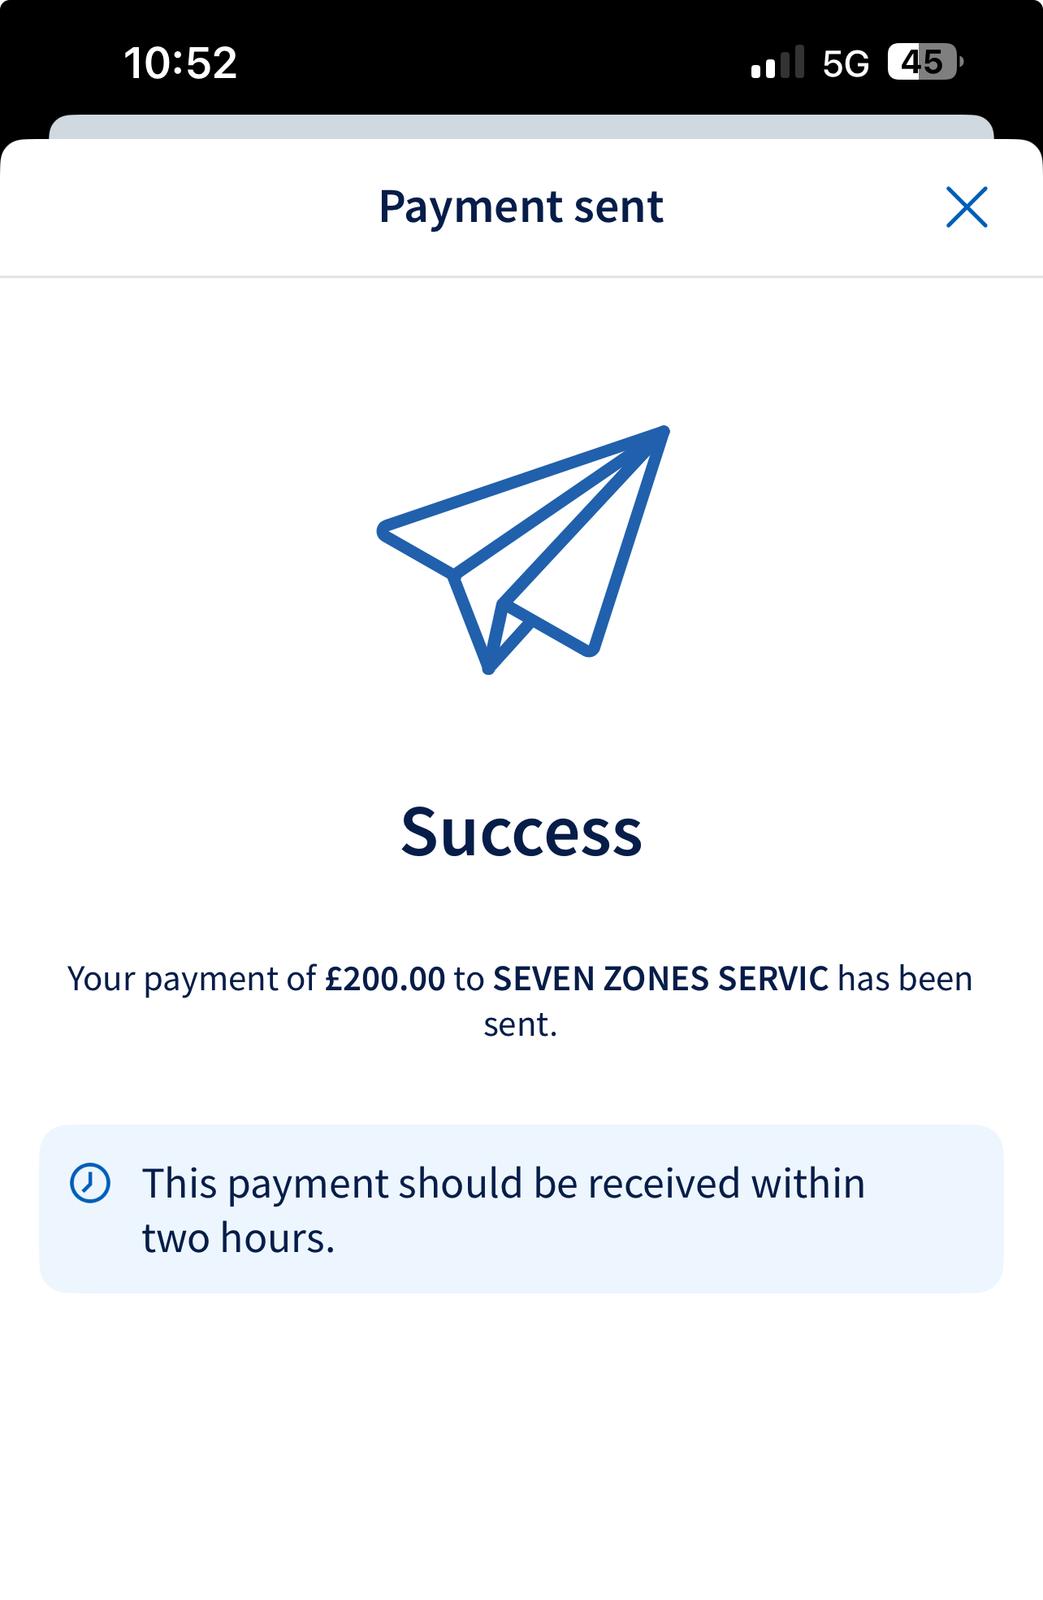 10:52
5G
45
Payment sent
Success
Your payment of £200.00 to SEVEN ZONES SERVIC has been
sent.
This payment should be received within
two hours.